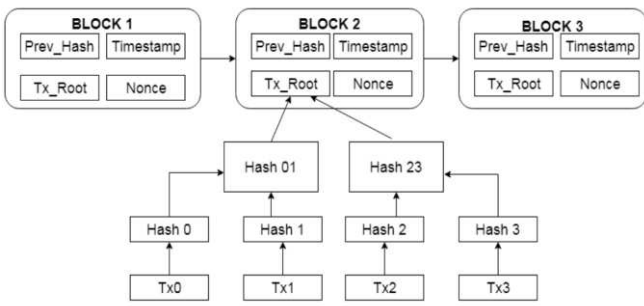 BLOCK 1
Prev_Hash Timestamp
Tx_Root Nonce
BLOCK 2
Prev_Hash Timestamp
Tx_Root Nonce
BLOCK 3
Prev_Hash Timestamp
Tx_Root Nonce
Hash 01 Hash 23
Hash 0 Hash 1 Hash 2 Hash 3
Tx0 Tx1 Tx2 Tx3